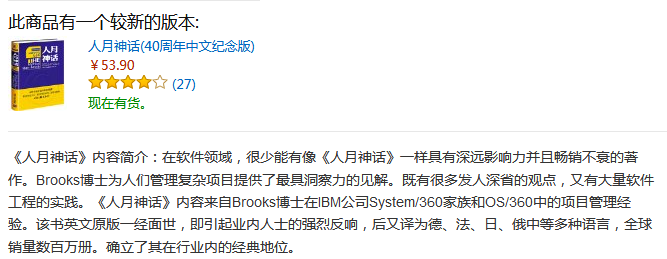 此商品有一个较新的版本:
人月神话
人月神话(40周年中文纪念版)
￥53.90
(27)
现在有货。
《人月神话》内容简介：在软件领域，很少能有像《人月神话》一样具有深远影响力并且畅销不衰的著
作。Brooks博士为人们管理复杂项目提供了最具洞察力的见解。既有很多发人深省的观点，又有大量软件
工程的实践。《人月神话》内容来自Brooks博士在IBM公司System/360家族和OS/360中的项目管理经
验。该书英文原版一经面世，即引起业内人士的强烈反响，后又译为德、法、日、俄中等多种语言，全球
销量数百万册。确立了其在行业内的经典地位。